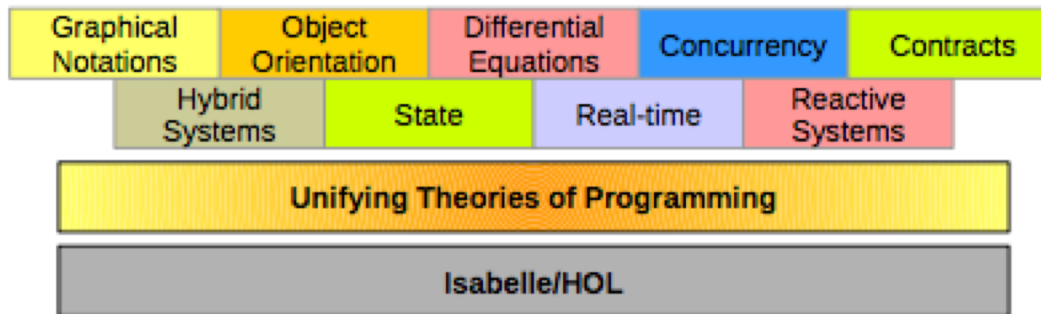 Graphical Notations
Object Orientation
Differential Equations
Concurrency
Contracts
Hybrid Systems
State
Real-time
Reactive Systems
Unifying Theories of Programming
Isabelle/HOL